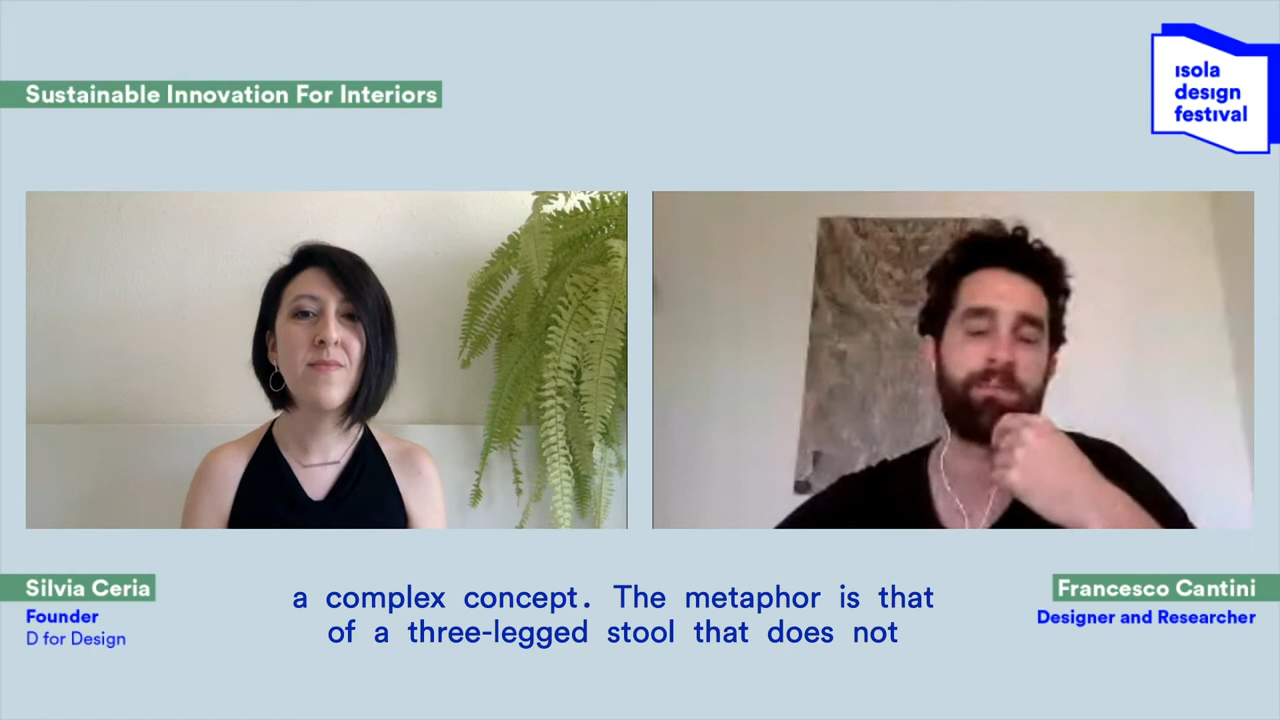 Sustainable Innovation For Interiors
isola
design
festival
Silvia Ceria
Founder
D for Design
a complex concept. The metaphor is that
of a three-legged stool that does not
Francesco Cantini
Designer and Researcher